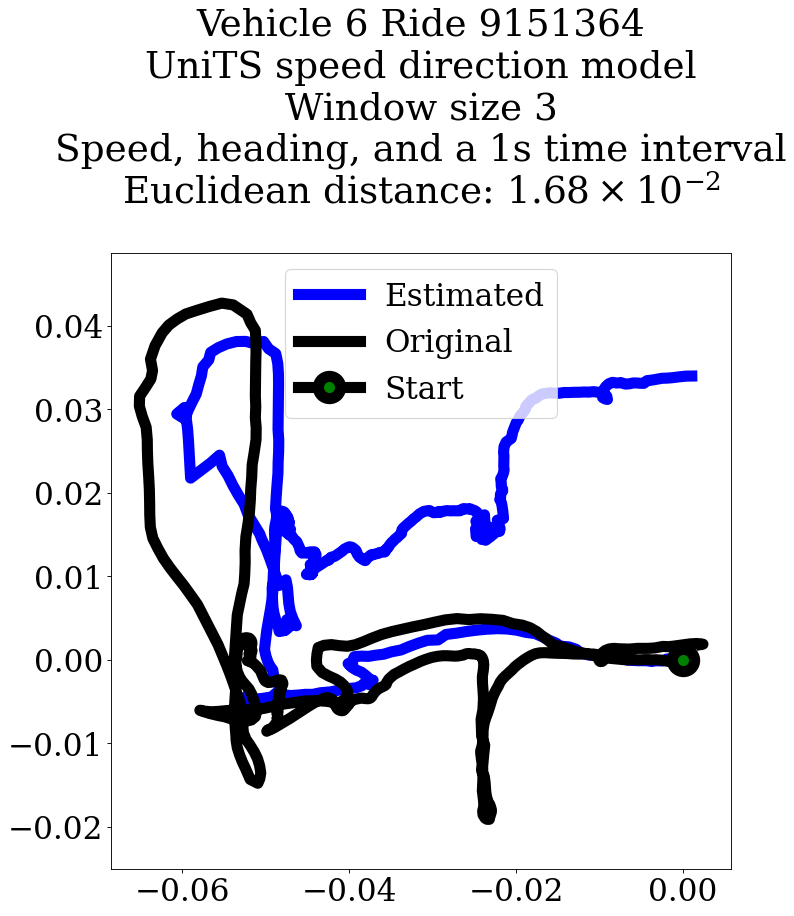 Vehicle 6 Ride 9151364
UniTS speed direction model
Window size 3
Speed, heading, and a 1s time interval
Euclidean distance: 1.68 × 10⁻²
Estimated
Original
Start
0.04
0.03
0.02
0.01
0.00
−0.01
−0.02
−0.06 −0.04 −0.02 0.00